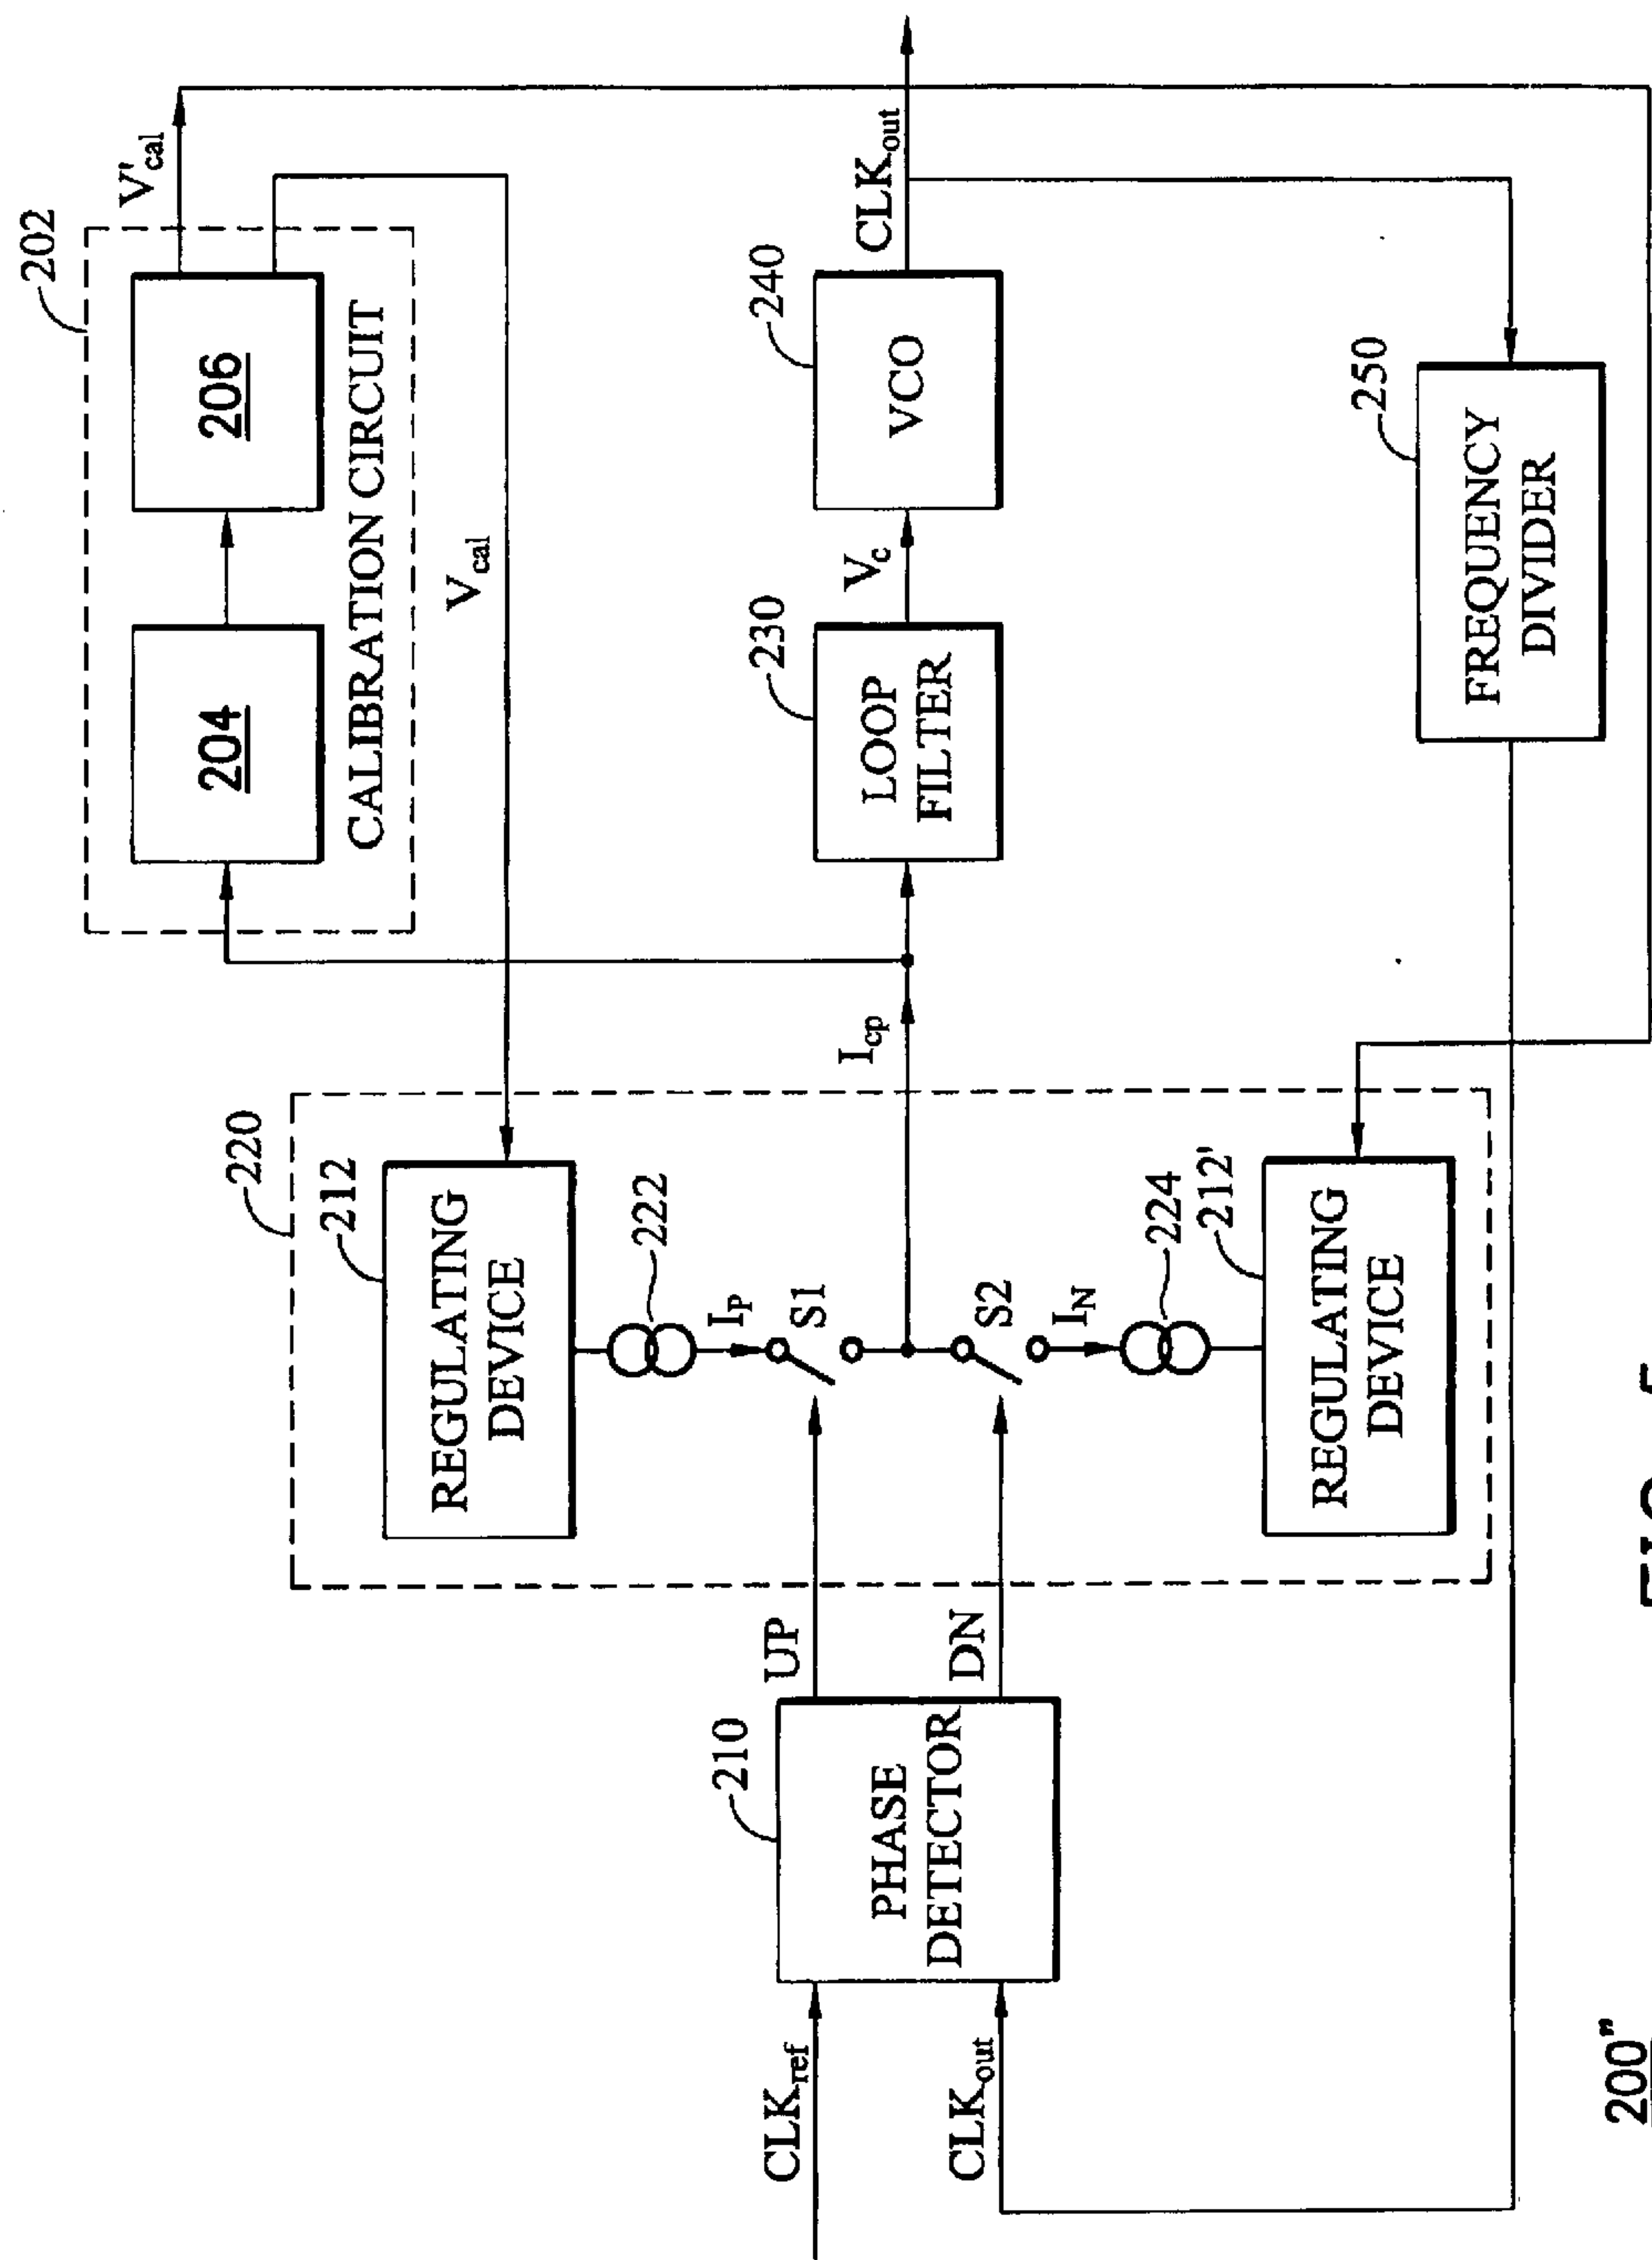 202
204
206
CALIBRATION CIRCUIT
V'cal
Vcal
220
212
REGULATING
DEVICE
222
IP
S1
Icp
230
LOOP
FILTER
Vc
240
VCO
CLKout
210
PHASE
DETECTOR
CLKref
CLKout
UP
DN
S2
IN
224
212'
REGULATING
DEVICE
250
FREQUENCY
DIVIDER
200"